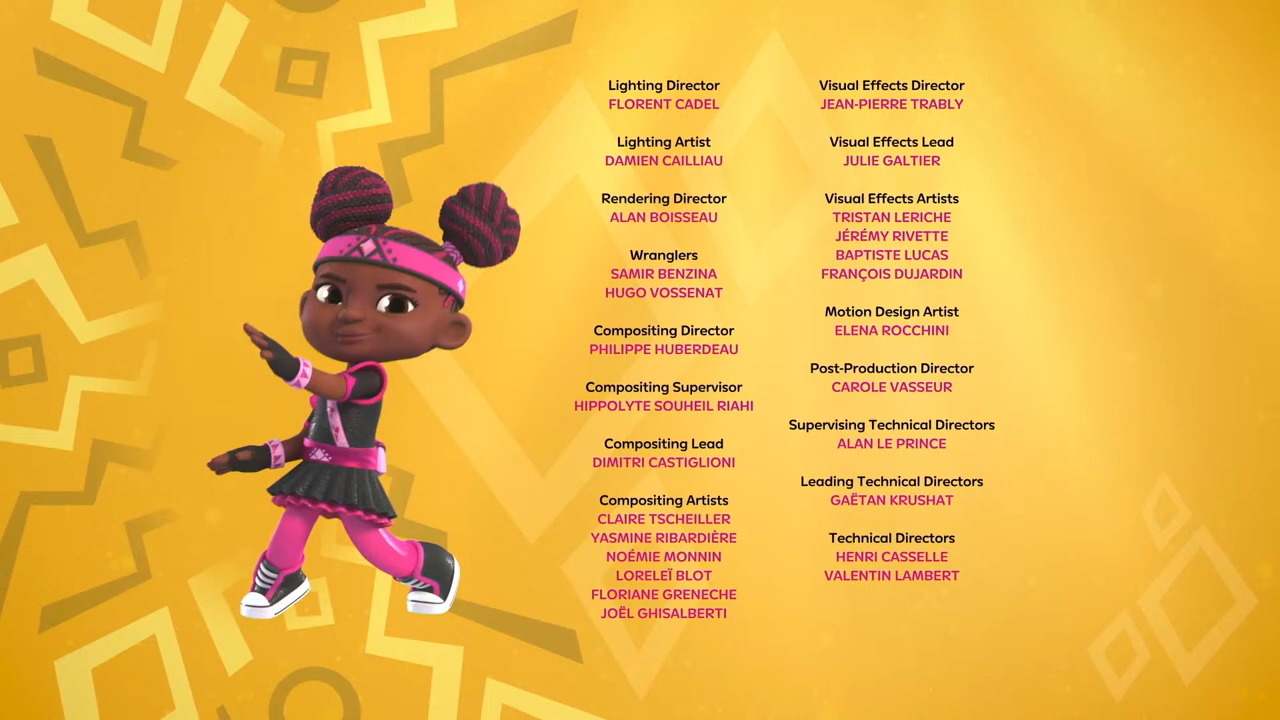 Lighting Director
FLORENT CADEL
Lighting Artist
DAMIEN CAILLIAU
Rendering Director
ALAN BOISSEAU
Wranglers
SAMIR BENZINA
HUGO VOSSENAT
Compositing Director
PHILIPPE HUBERDEAU
Compositing Supervisor
HIPPOLYTE SOUHEIL RIAHI
Compositing Lead
DIMITRI CASTIGLIONI
Compositing Artists
CLAIRE TSCHEILLER
YASMINE RIBARDIÈRE
NOÉMIE MONNIN
LORELEÏ BLOT
FLORIANE GRENECHE
JOËL GHISALBERTI
Visual Effects Director
JEAN-PIERRE TRABLY
Visual Effects Lead
JULIE GALTIER
Visual Effects Artists
TRISTAN LERICHE
JÉRÉMY RIVETTE
BAPTISTE LUCAS
FRANÇOIS DUJARDIN
Motion Design Artist
ELENA ROCCHINI
Post-Production Director
CAROLE VASSEUR
Supervising Technical Directors
ALAN LE PRINCE
Leading Technical Directors
GAËTAN KRUSHAT
Technical Directors
HENRI CASSELLE
VALENTIN LAMBERT